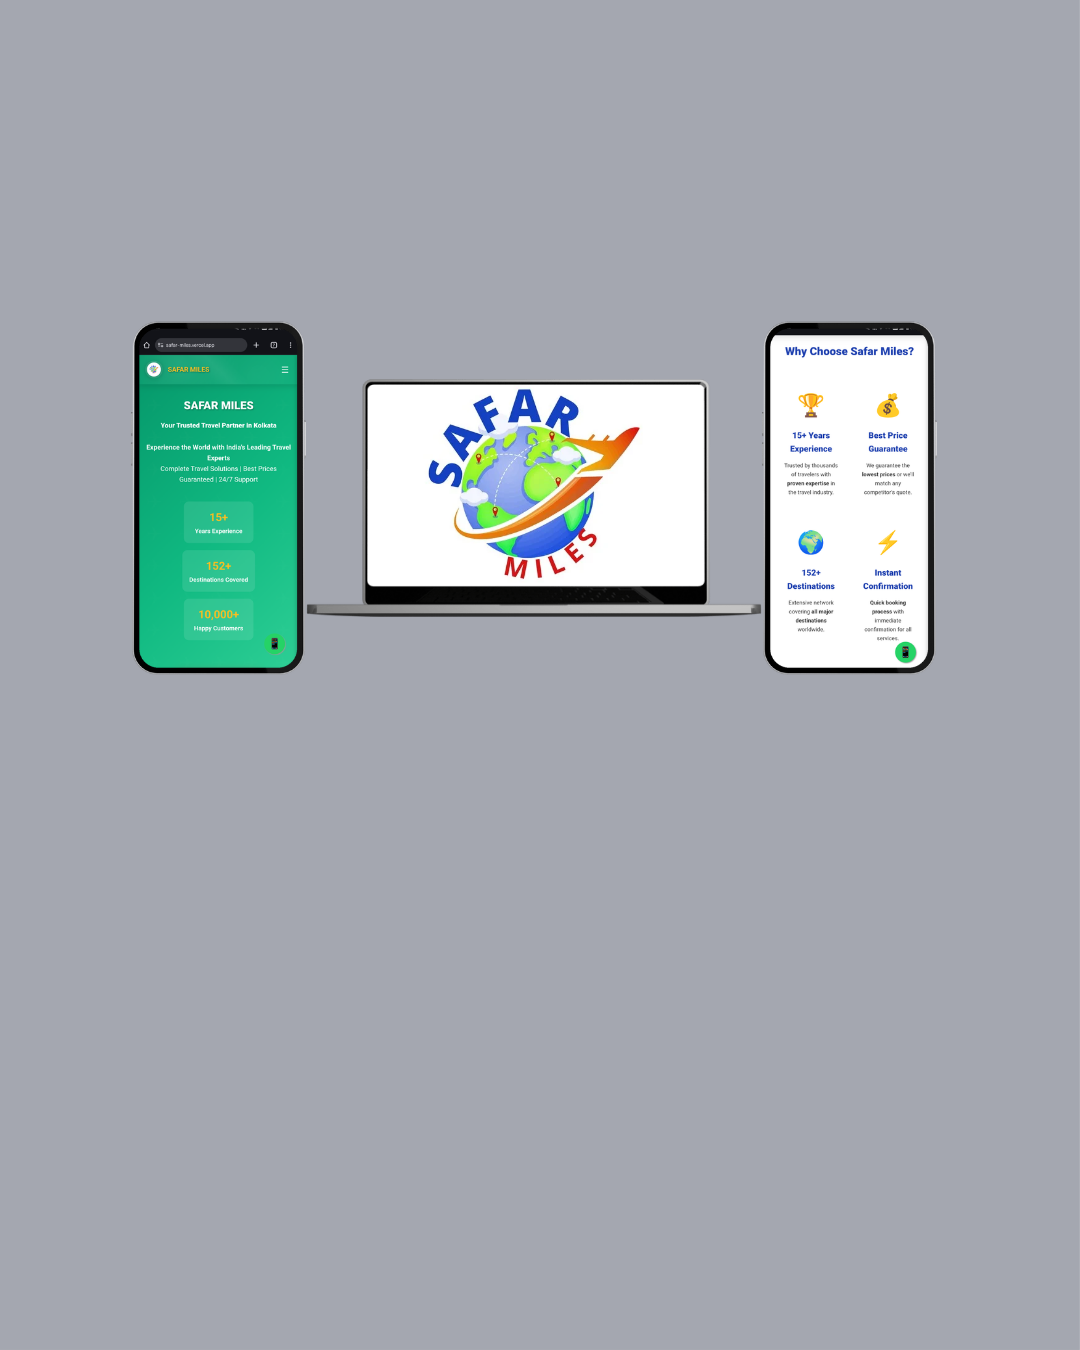 safar-miles.vercel.app
SAFAR MILES
SAFAR MILES
Your Trusted Travel Partner in Kolkata
Experience the World with India's Leading Travel
Experts
Complete Travel Solutions | Best Prices
Guaranteed | 24/7 Support
15+
Years Experience
152+
Destinations Covered
10,000+
Happy Customers
SAFAR
MILES
Why Choose Safar Miles?
15+ Years
Experience
Trusted by thousands
of travelers with
proven expertise in
the travel industry.
Best Price
Guarantee
We guarantee the
lowest prices or we'll
match any
competitor's quote.
152+
Destinations
Extensive network
covering all major
destinations
worldwide.
Instant
Confirmation
Quick booking
process with
immediate
confirmation for all
services.